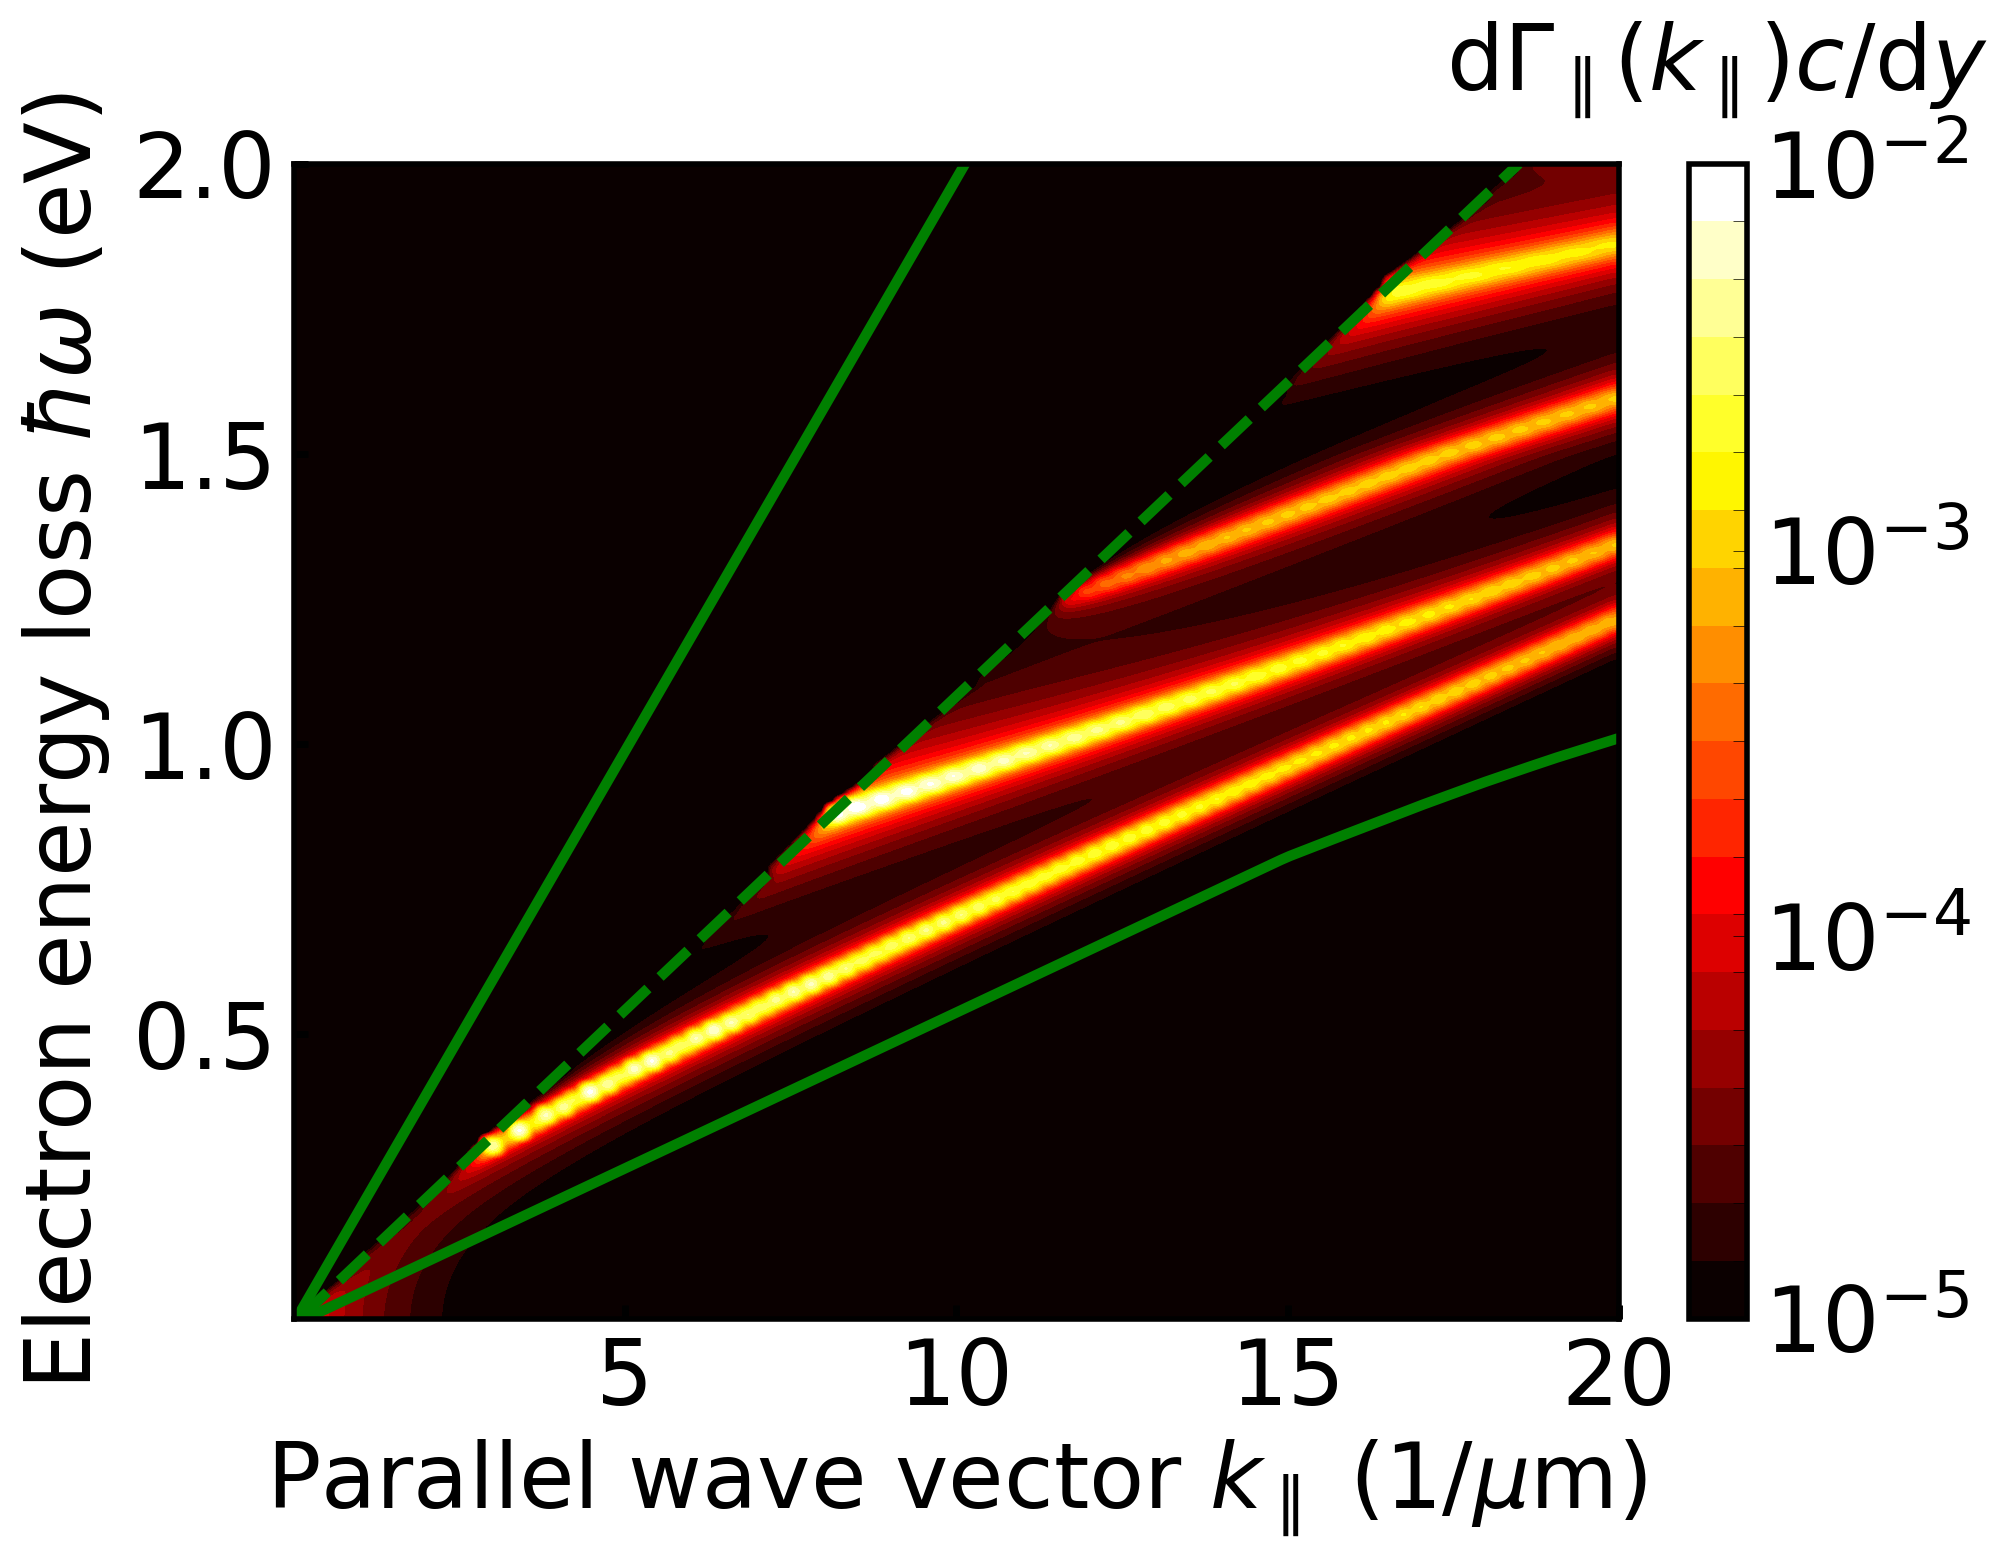 dΓ∥(k∥)c/dy
Electron energy loss ħω (eV)
2.0
1.5
1.0
0.5
5 10 15 20
Parallel wave vector k∥ (1/μm)
10⁻²
10⁻³
10⁻⁴
10⁻⁵